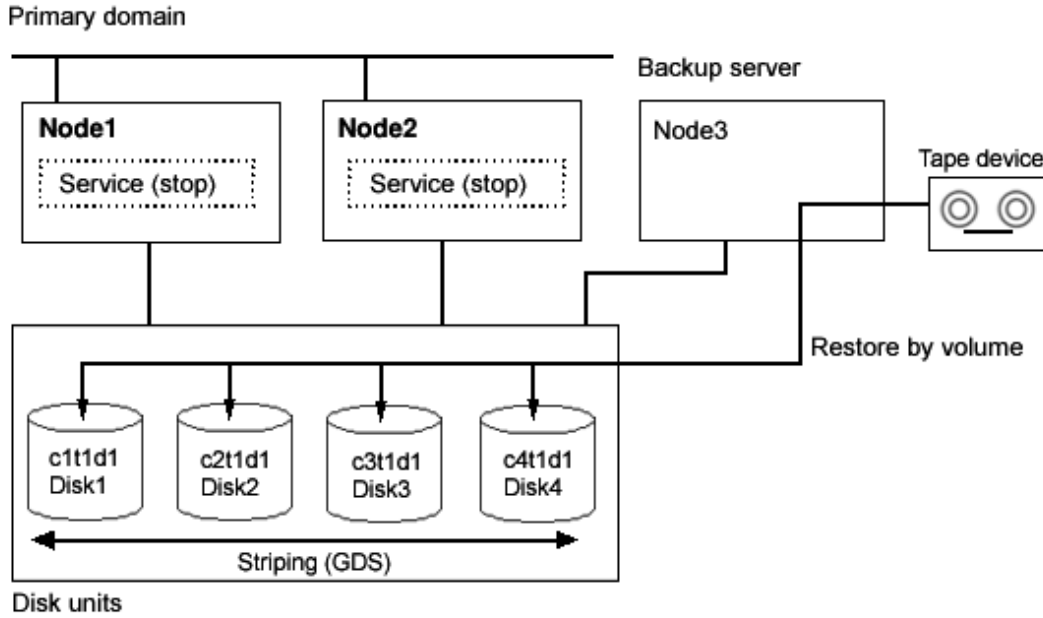 Primary domain
Backup server
Node1
Service (stop)
Node2
Service (stop)
Node3
Tape device
Restore by volume
c1t1d1
Disk1
c2t1d1
Disk2
c3t1d1
Disk3
c4t1d1
Disk4
Striping (GDS)
Disk units